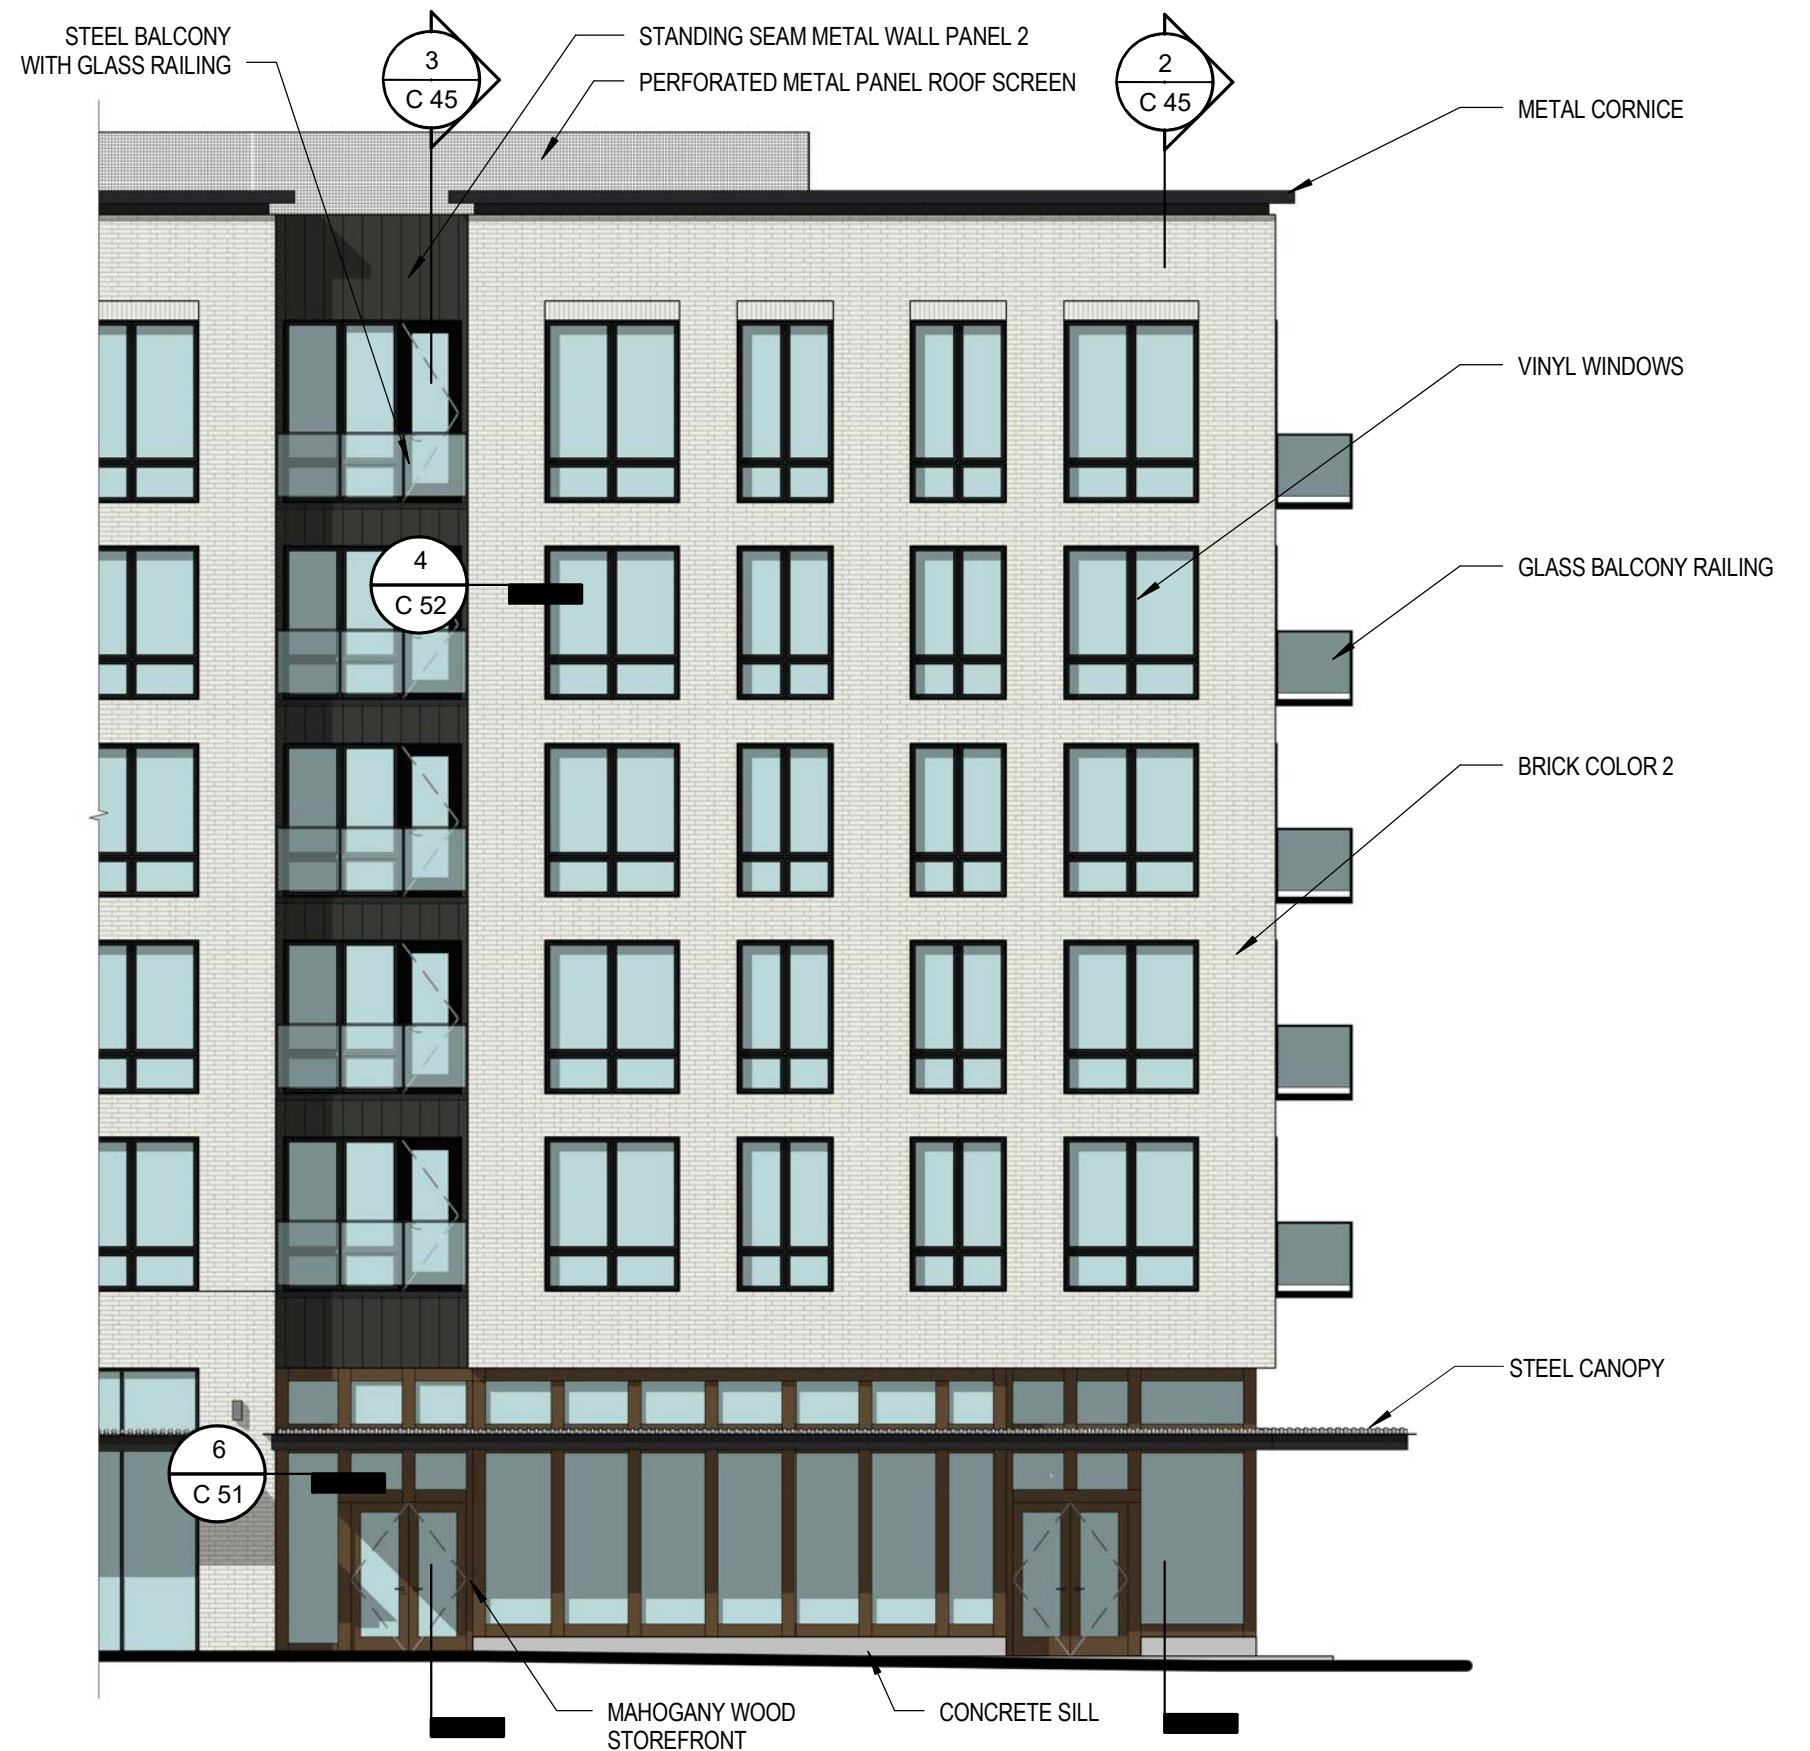 STEEL BALCONY
WITH GLASS RAILING
3
C 45
STANDING SEAM METAL WALL PANEL 2
PERFORATED METAL PANEL ROOF SCREEN
2
C 45
METAL CORNICE
VINYL WINDOWS
4
C 52
GLASS BALCONY RAILING
BRICK COLOR 2
STEEL CANOPY
6
C 51
MAHOGANY WOOD
STOREFRONT
CONCRETE SILL